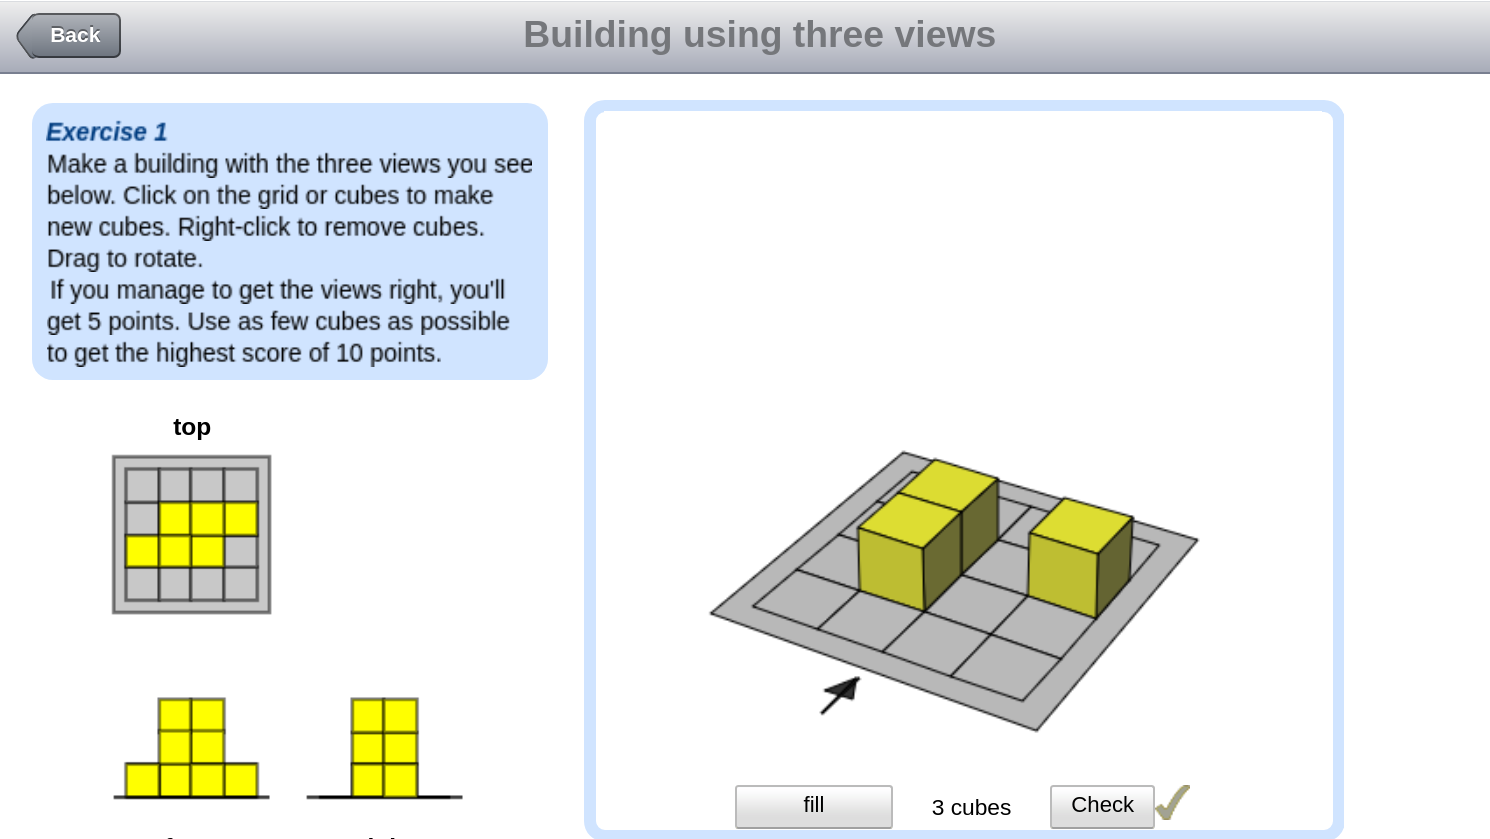 Back
Building using three views
Exercise 1
Make a building with the three views you see
below. Click on the grid or cubes to make
new cubes. Right-click to remove cubes.
Drag to rotate.
If you manage to get the views right, you'll
get 5 points. Use as few cubes as possible
to get the highest score of 10 points.
top
fill
3 cubes
Check